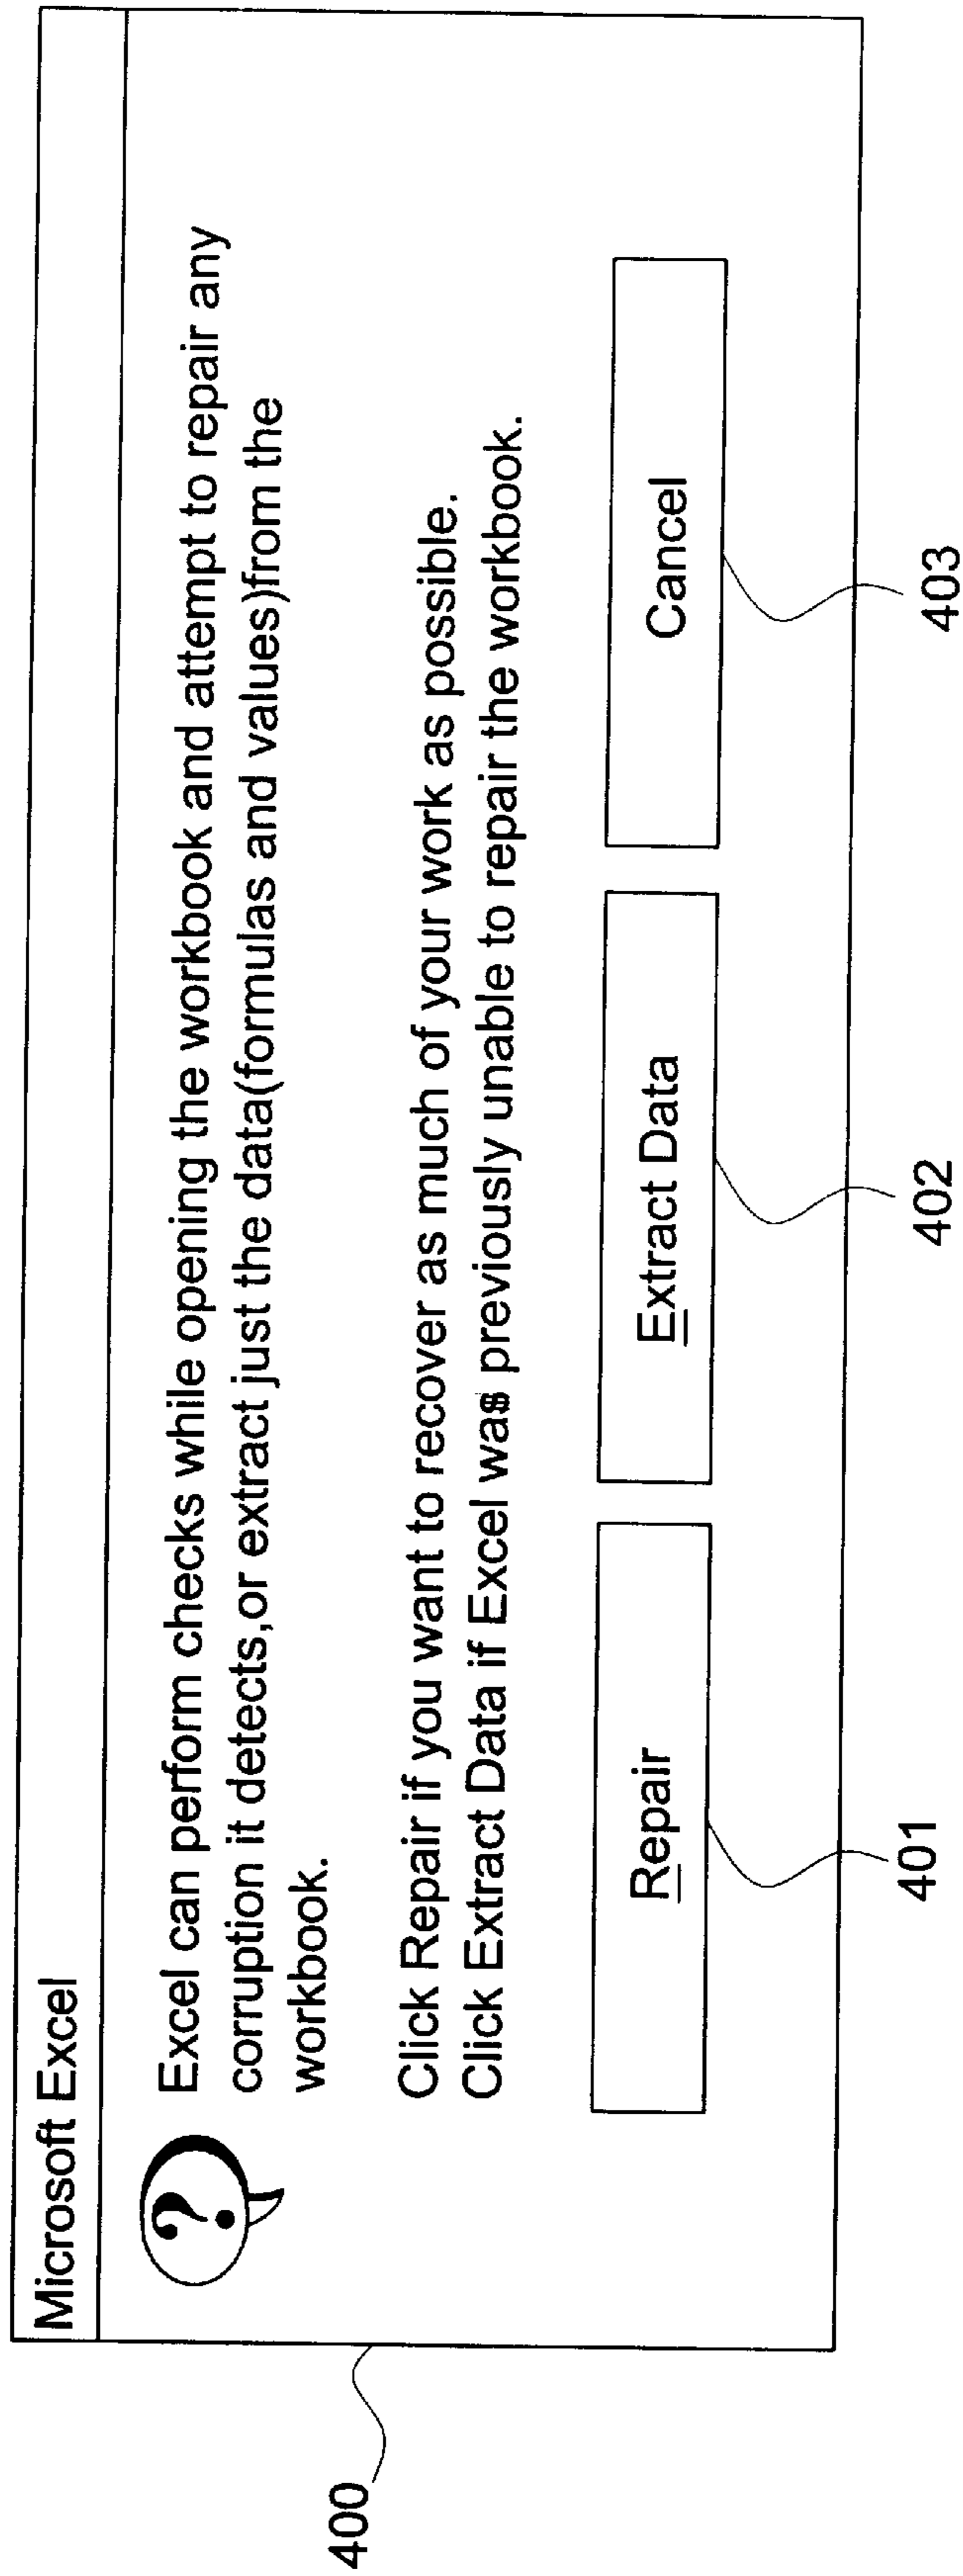 Microsoft Excel
?
Excel can perform checks while opening the workbook and attempt to repair any
corruption it detects,or extract just the data(formulas and values)from the
workbook.
Click Repair if you want to recover as much of your work as possible.
Click Extract Data if Excel was previously unable to repair the workbook.
Repair
Extract Data
Cancel
400
401
402
403